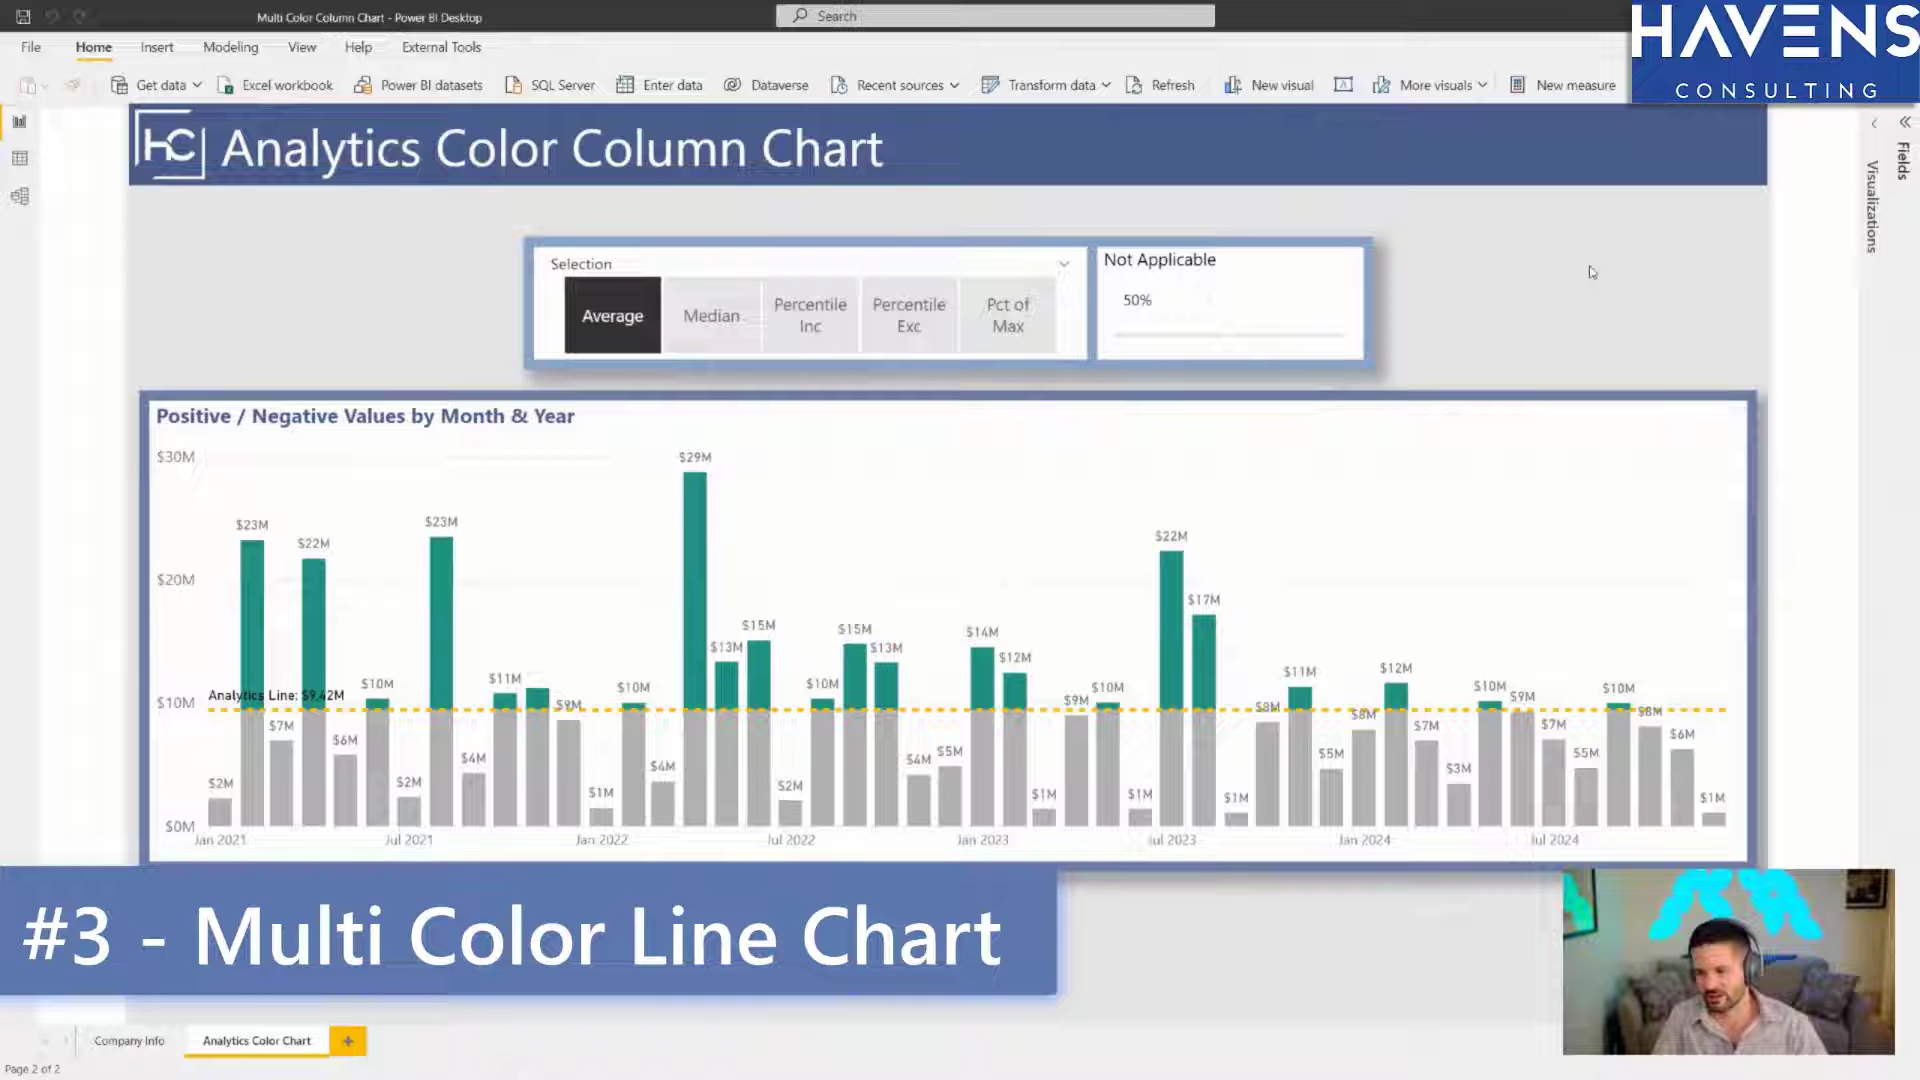 Multi Color Column Chart - Power BI Desktop
Search
HAVENS
CONSULTING
File Home Insert Modeling View Help External Tools
Get data Excel workbook Power BI datasets SQL Server Enter data Dataverse Recent sources Transform data Refresh New visual More visuals New measure
HC Analytics Color Column Chart
Fields
Visualizations
Selection
Average Median Percentile Inc Percentile Exc Pct of Max
Not Applicable
50%
Positive / Negative Values by Month & Year
$30M
$20M
$10M
$0M
Analytics Line: $9.42M
$2M $23M $7M $22M $6M $10M $2M $23M $4M $11M $9M $1M $10M $4M $29M $13M $15M $2M $10M $15M $13M $4M $5M $14M $12M $1M $9M $10M $1M $22M $17M $1M $8M $11M $5M $8M $12M $7M $3M $10M $9M $7M $5M $10M $8M $6M $1M
Jan 2021 Jul 2021 Jan 2022 Jul 2022 Jan 2023 Jul 2023 Jan 2024 Jul 2024
#3 - Multi Color Line Chart
Company Info Analytics Color Chart +
Page 2 of 2